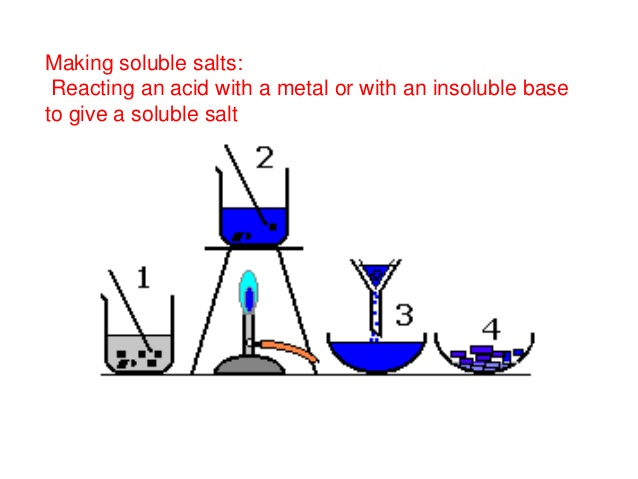 Making soluble salts:
Reacting an acid with a metal or with an insoluble base
to give a soluble salt
2
1
3
4